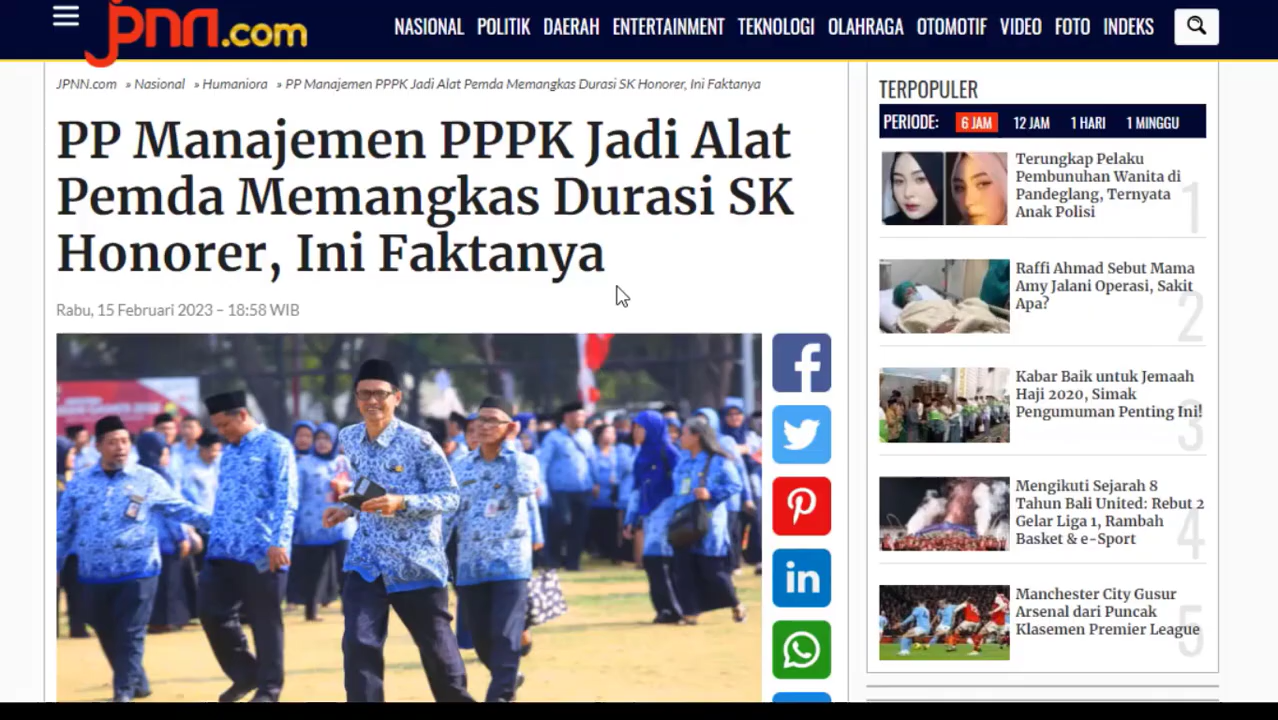 jpnn.com
NASIONAL POLITIK DAERAH ENTERTAINMENT TEKNOLOGI OLAHRAGA OTOMOTIF VIDEO FOTO INDEKS
JPNN.com » Nasional » Humaniora » PP Manajemen PPPK Jadi Alat Pemda Memangkas Durasi SK Honorer, Ini Faktanya
PP Manajemen PPPK Jadi Alat
Pemda Memangkas Durasi SK
Honorer, Ini Faktanya
Rabu, 15 Februari 2023 – 18:58 WIB
TERPOPULER
PERIODE: 6 JAM 12 JAM 1 HARI 1 MINGGU
Terungkap Pelaku
Pembunuhan Wanita di
Pandeglang, Ternyata
Anak Polisi
1
Raffi Ahmad Sebut Mama
Amy Jalani Operasi, Sakit
Apa?
2
Kabar Baik untuk Jemaah
Haji 2020, Simak
Pengumuman Penting Ini!
3
Mengikuti Sejarah 8
Tahun Bali United: Rebut 2
Gelar Liga 1, Rambah
Basket & e-Sport
4
Manchester City Gusur
Arsenal dari Puncak
Klasemen Premier League
5